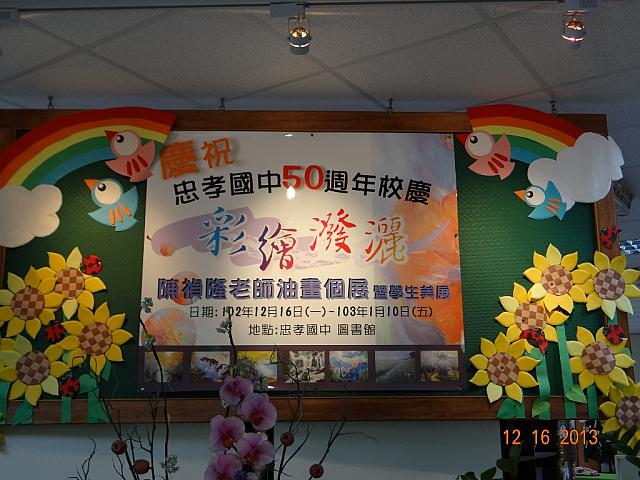 慶祝
忠孝國中50週年校慶
彩繪潑灑
陳禎隆老師油畫個展 暨學生美展
日期:102年12月16日(一)-103年1月10日(五)
地點:忠孝國中 圖書館
12 16 2013